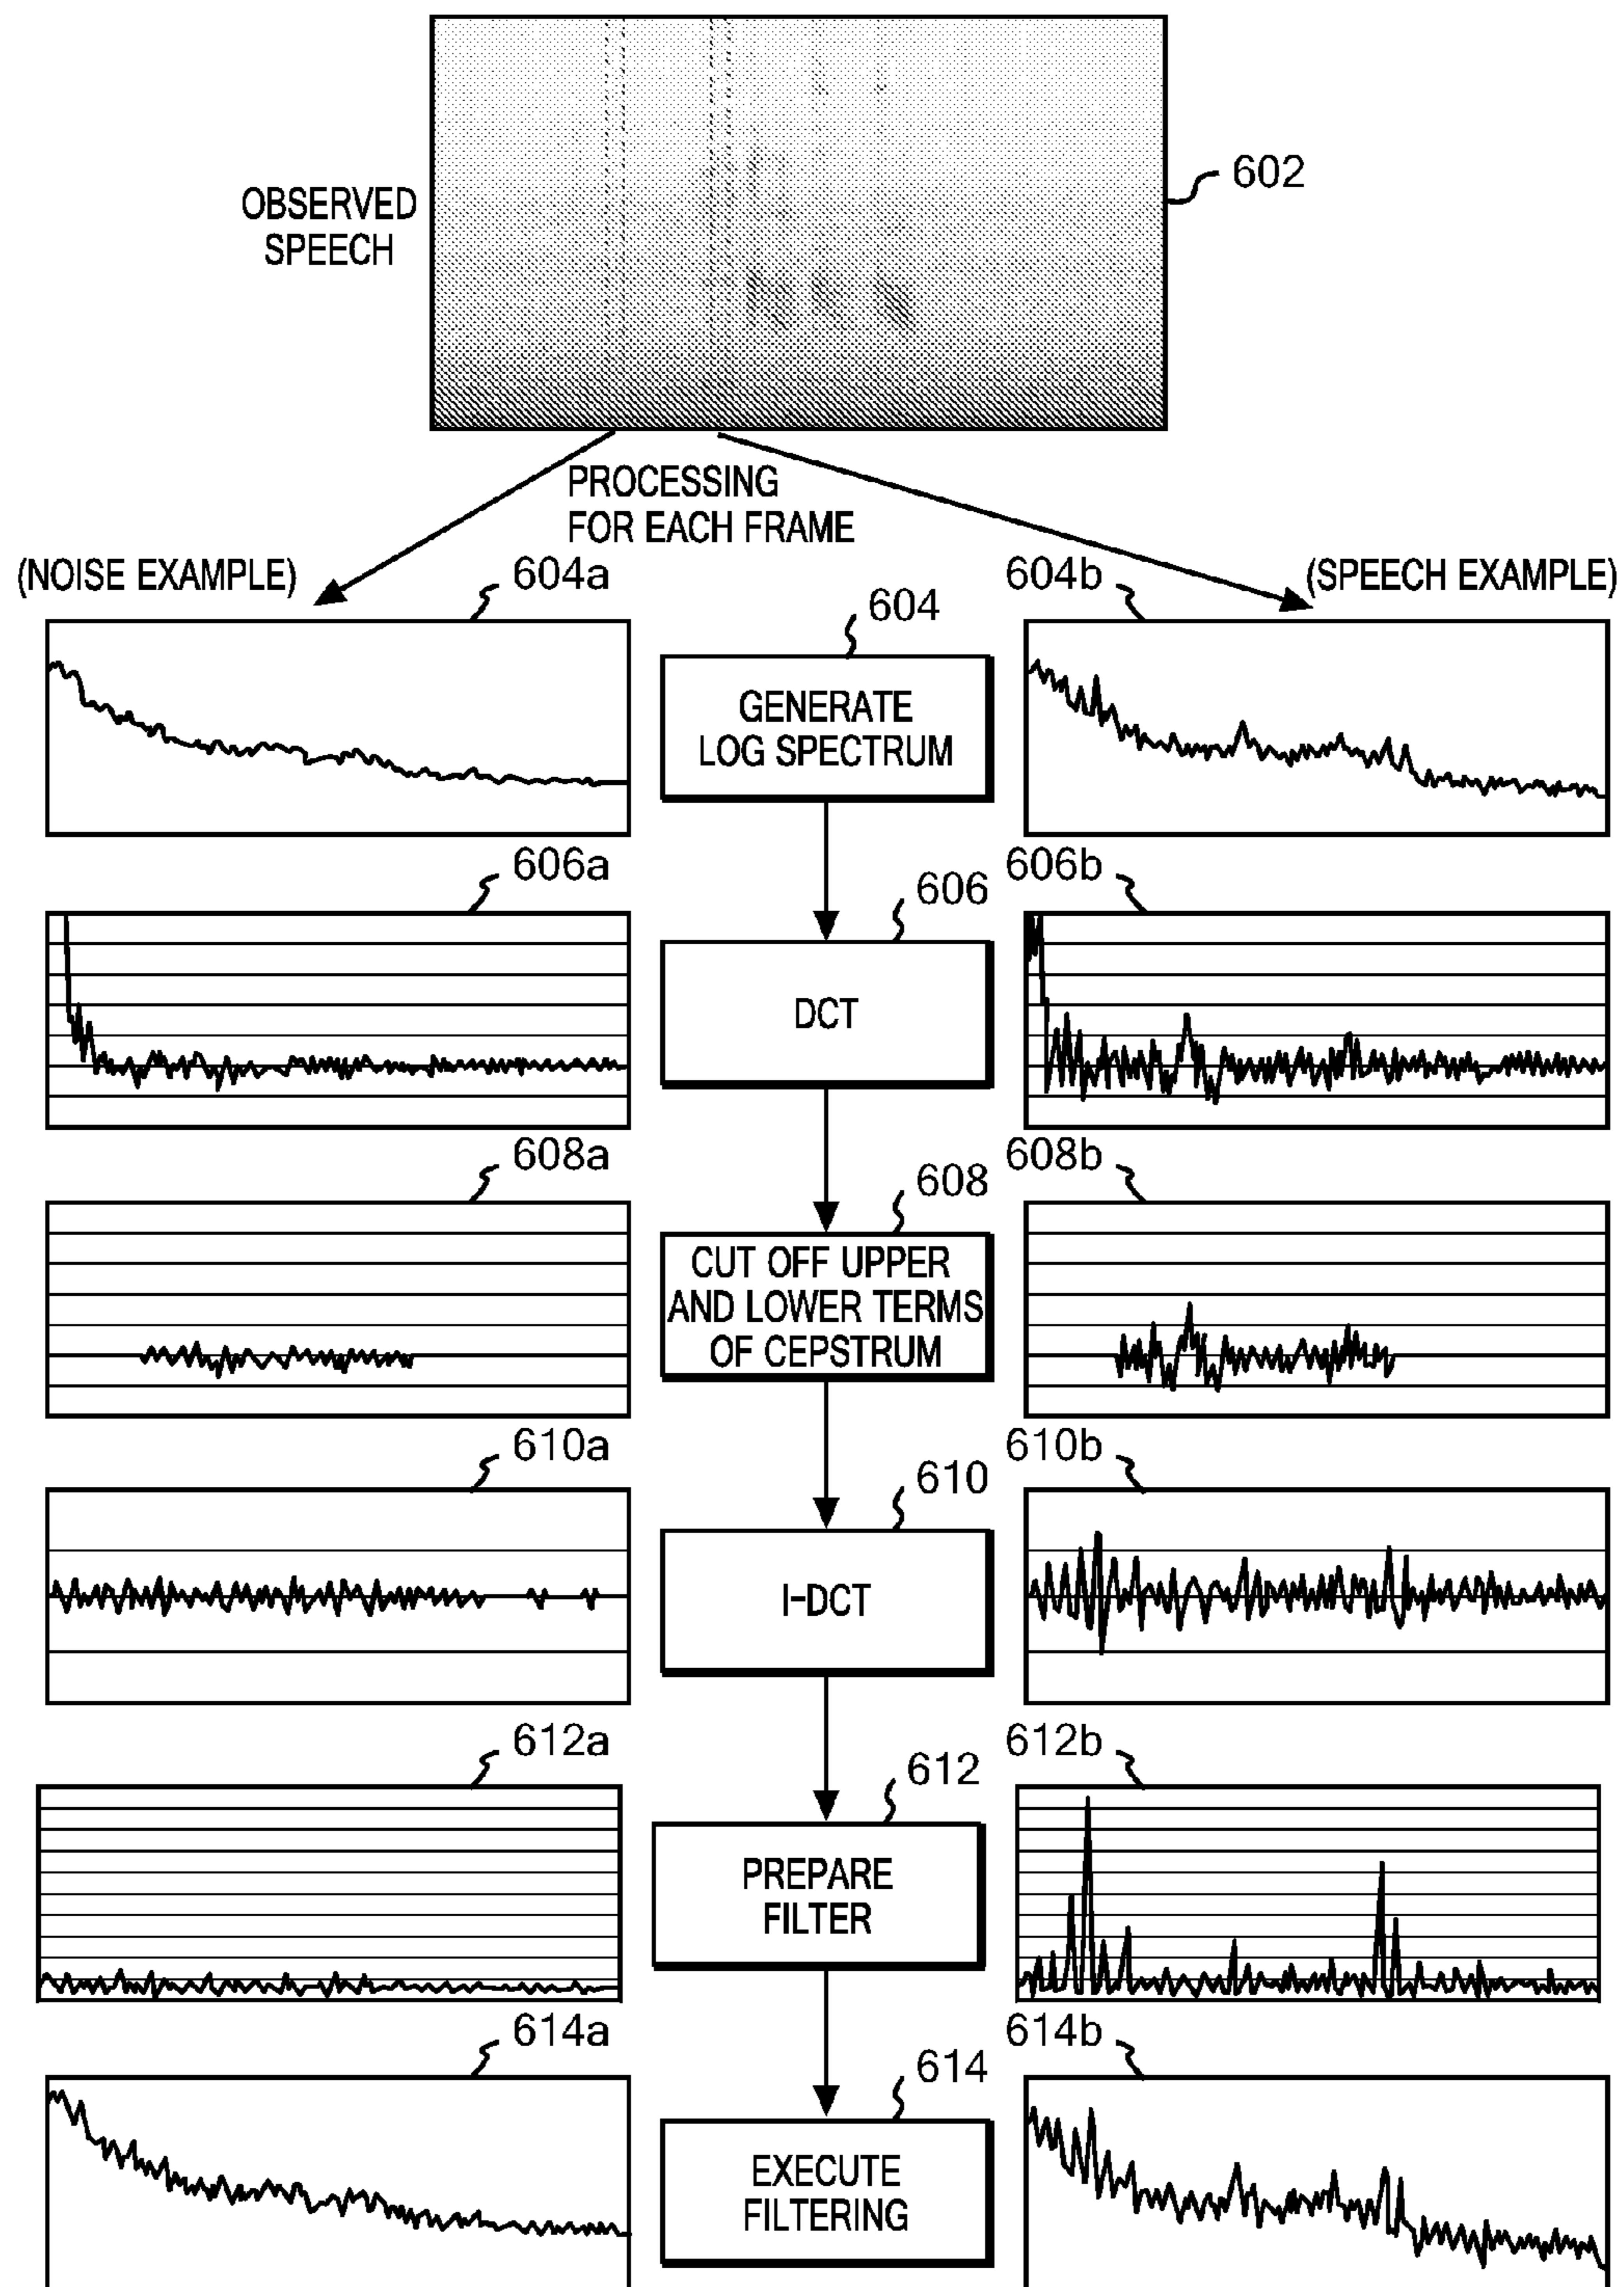 602
OBSERVED
SPEECH
PROCESSING
FOR EACH FRAME
(NOISE EXAMPLE)
604a
604b
(SPEECH EXAMPLE)
604
GENERATE
LOG SPECTRUM
606a
606
606b
DCT
608a
608
608b
CUT OFF UPPER
AND LOWER TERMS
OF CEPSTRUM
610a
610
610b
I-DCT
612a
612
612b
PREPARE
FILTER
614a
614
614b
EXECUTE
FILTERING